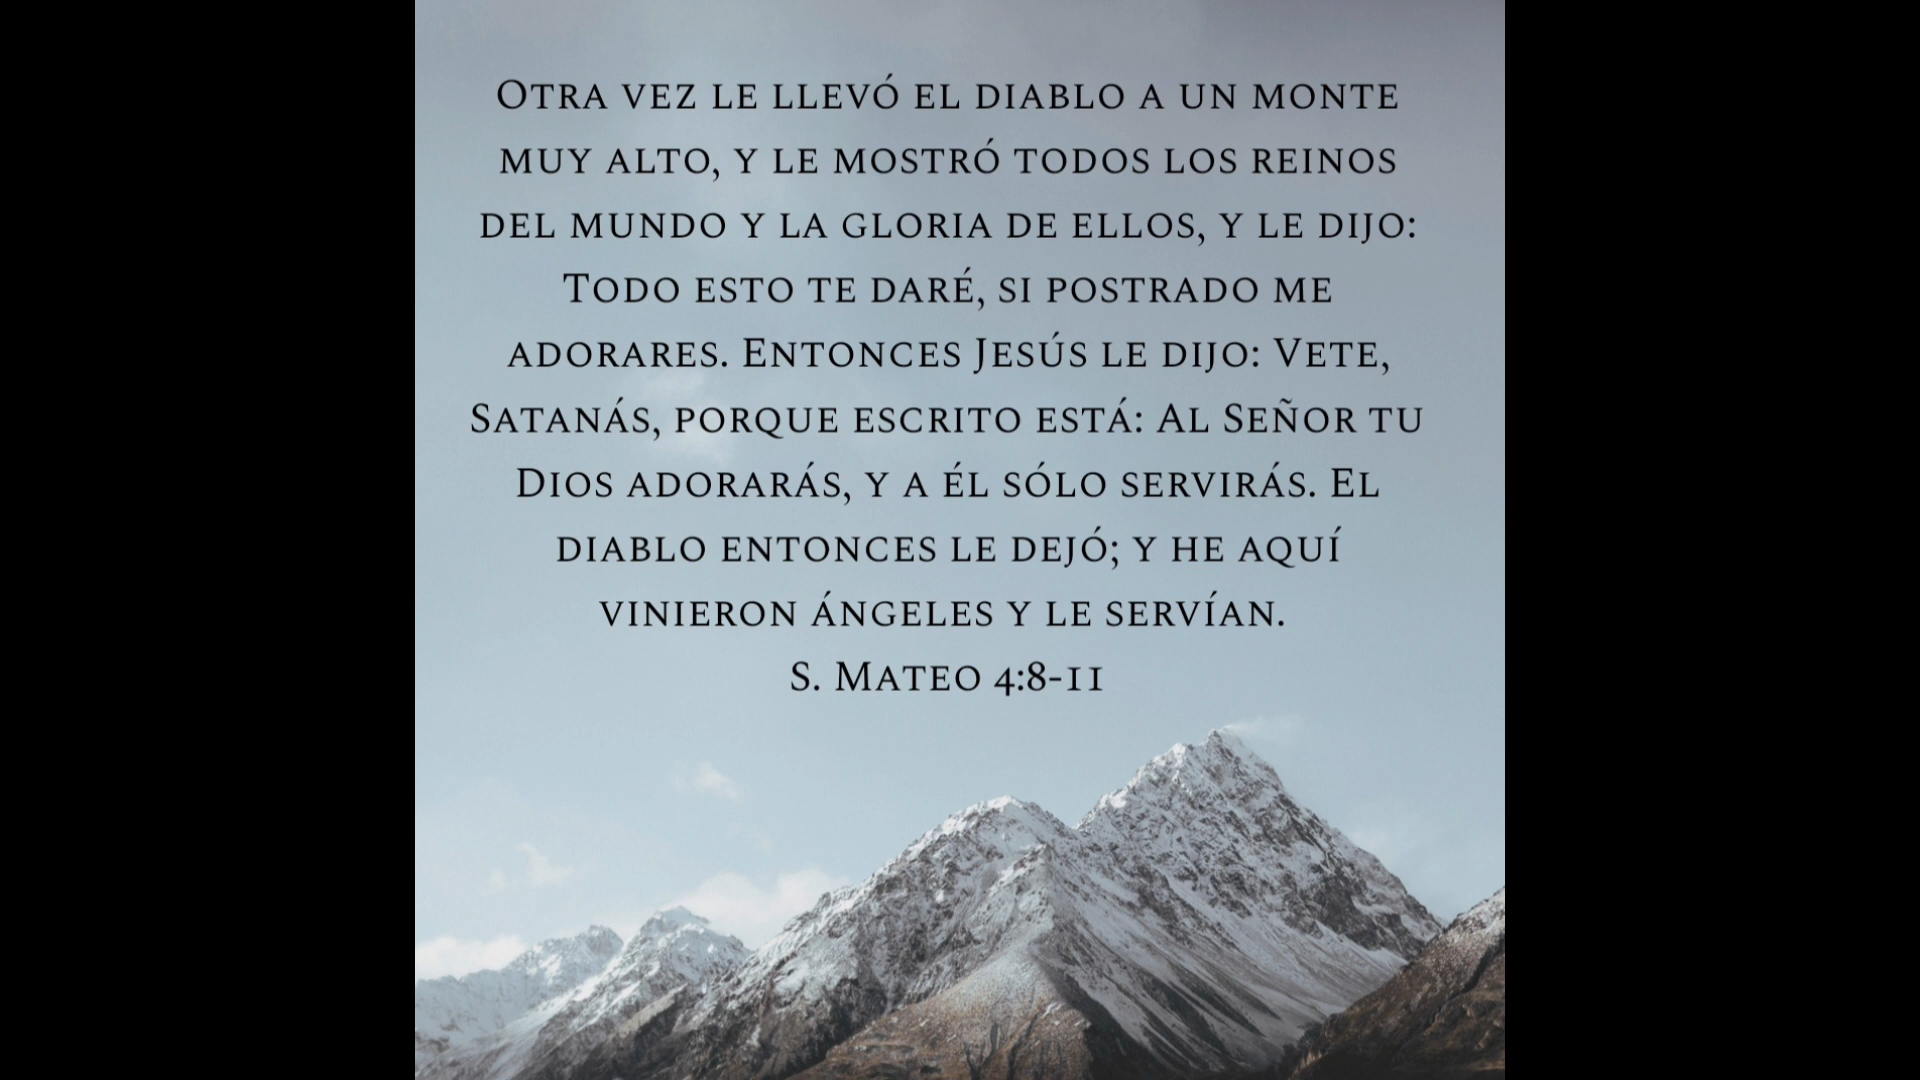 Otra vez le llevó el diablo a un monte
muy alto, y le mostró todos los reinos
del mundo y la gloria de ellos, y le dijo:
Todo esto te daré, si postrado me
adorares. Entonces Jesús le dijo: Vete,
Satanás, porque escrito está: Al Señor tu
Dios adorarás, y a él sólo servirás. El
diablo entonces le dejó; y he aquí
vinieron ángeles y le servían.
S. Mateo 4:8-11